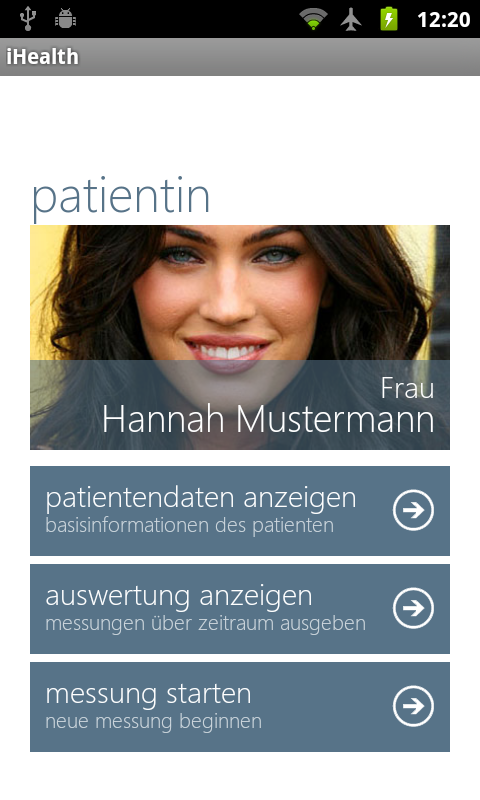 12:20
iHealth
patientin
Frau
Hannah Mustermann
patientendaten anzeigen
basisinformationen des patienten
auswertung anzeigen
messungen über zeitraum ausgeben
messung starten
neue messung beginnen